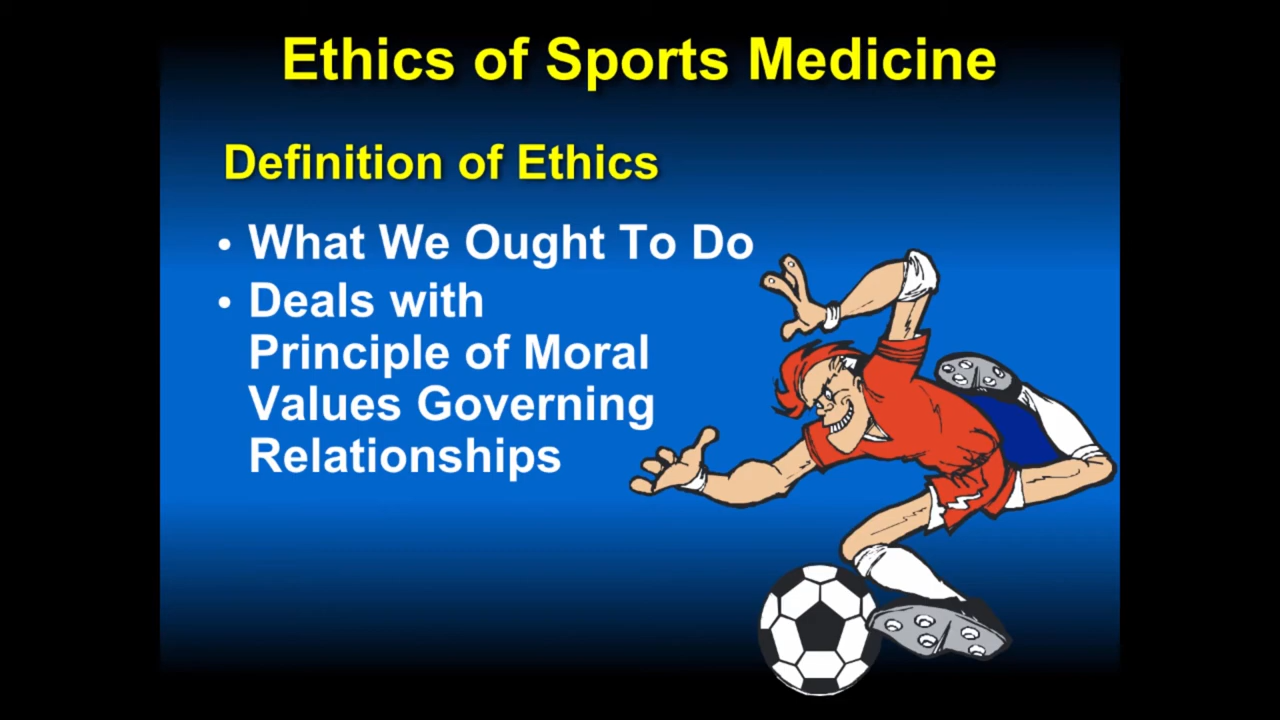 Ethics of Sports Medicine
Definition of Ethics
• What We Ought To Do
• Deals with
Principle of Moral
Values Governing
Relationships